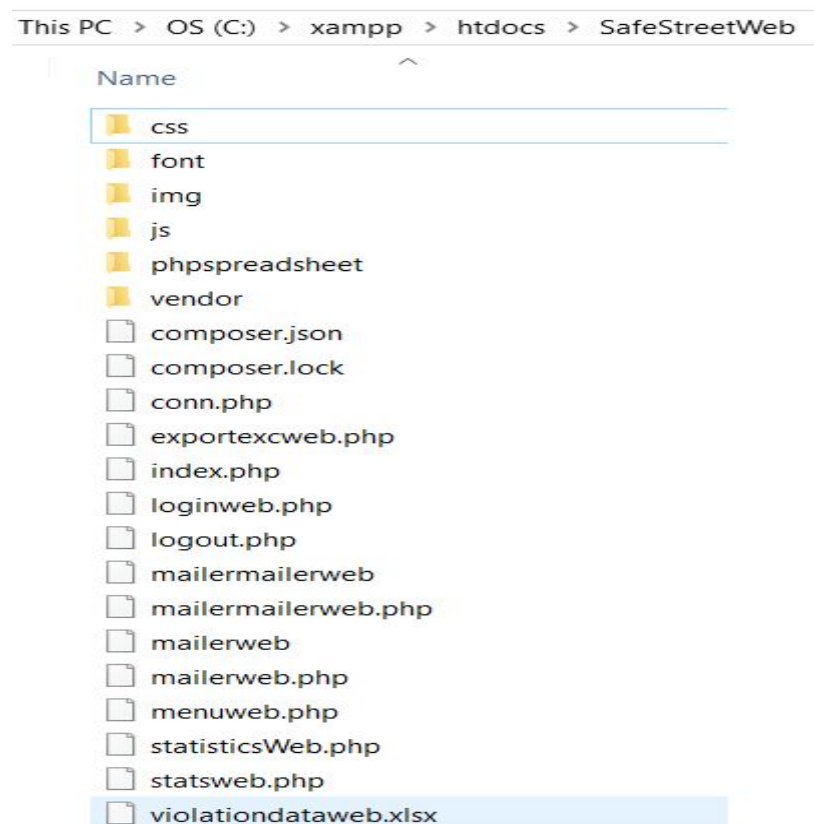 This PC > OS (C:) > xampp > htdocs > SafeStreetWeb
Name
css
font
img
js
phpspreadsheet
vendor
composer.json
composer.lock
conn.php
exportexcweb.php
index.php
loginweb.php
logout.php
mailermailerweb
mailermailerweb.php
mailerweb
mailerweb.php
menuweb.php
statisticsWeb.php
statsweb.php
violationdataweb.xlsx